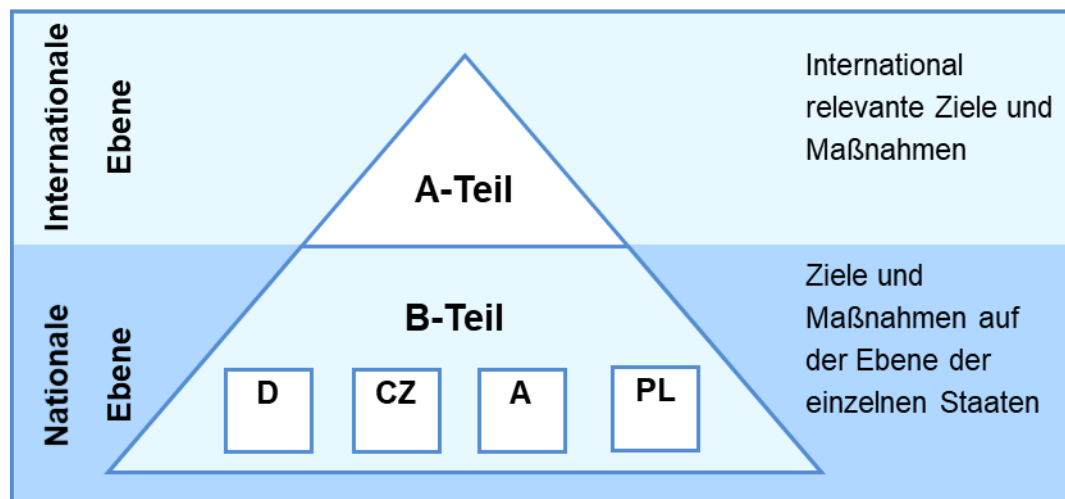 Internationale
Ebene
A-Teil
International
relevante Ziele und
Maßnahmen
Nationale
Ebene
B-Teil
D
CZ
A
PL
Ziele und
Maßnahmen auf
der Ebene der
einzelnen Staaten